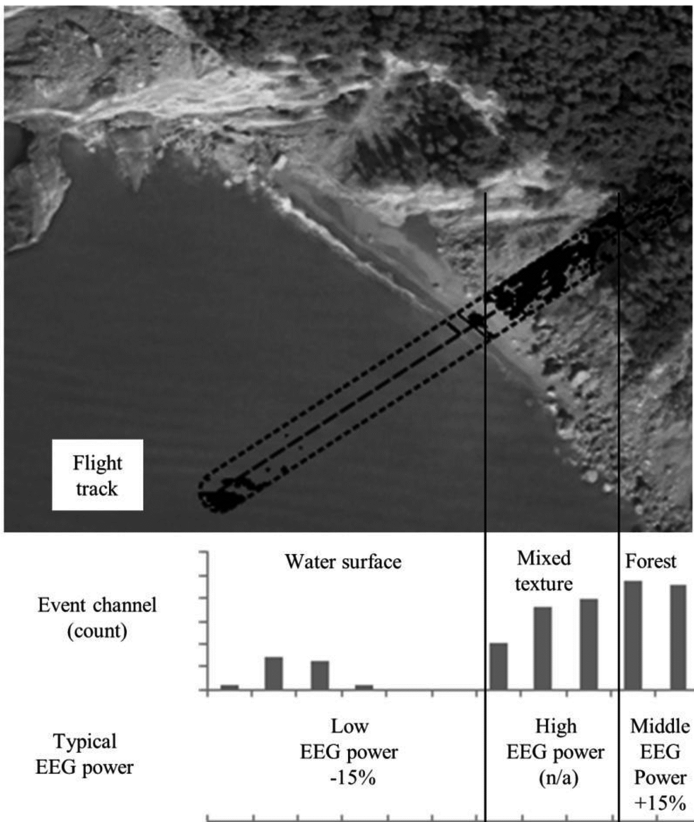 Flight
track
Water surface
Mixed
texture
Forest
Event channel
(count)
Typical
EEG power
Low
EEG power
-15%
High
EEG power
(n/a)
Middle
EEG
Power
+15%